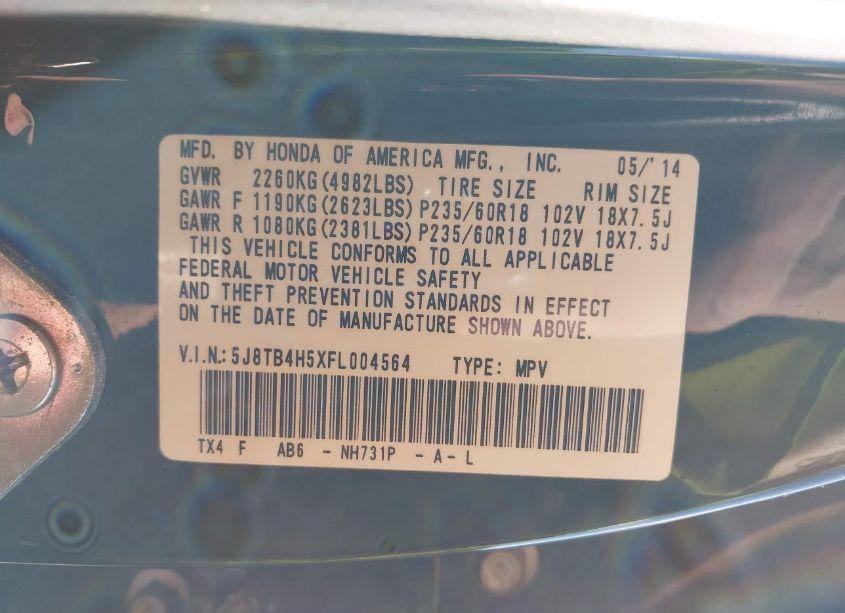 MFD. BY HONDA OF AMERICA MFG., INC. 05/'14
GVWR 2260KG(4982LBS) TIRE SIZE RIM SIZE
GAWR F 1190KG(2623LBS) P235/60R18 102V 18X7.5J
GAWR R 1080KG(2381LBS) P235/60R18 102V 18X7.5J
THIS VEHICLE CONFORMS TO ALL APPLICABLE
FEDERAL MOTOR VEHICLE SAFETY
AND THEFT PREVENTION STANDARDS IN EFFECT
ON THE DATE OF MANUFACTURE SHOWN ABOVE.
V.I.N.: 5J8TB4H5XFL004564 TYPE: MPV
TX4 F AB6 - NH731P - A - L